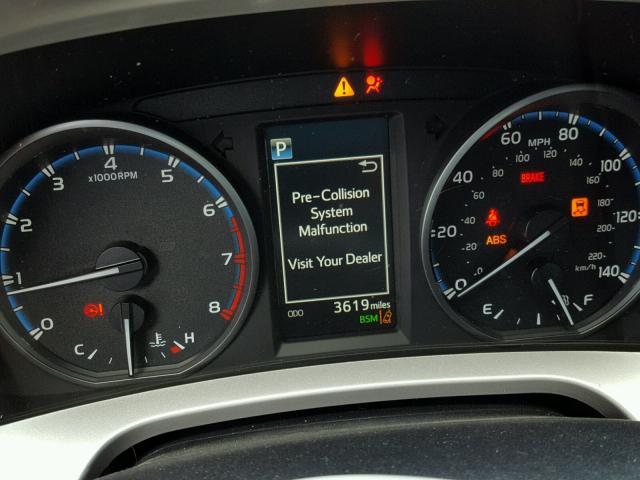 0
1
2
3
4
5
6
7
8
x1000RPM
C
H
P
Pre-Collision
System
Malfunction
Visit Your Dealer
ODO 3619 miles
BSM
0
20
40
60
80
100
120
140
MPH
0
20
40
60
80
100
120
140
160
180
200
220
km/h
BRAKE
ABS
E
F